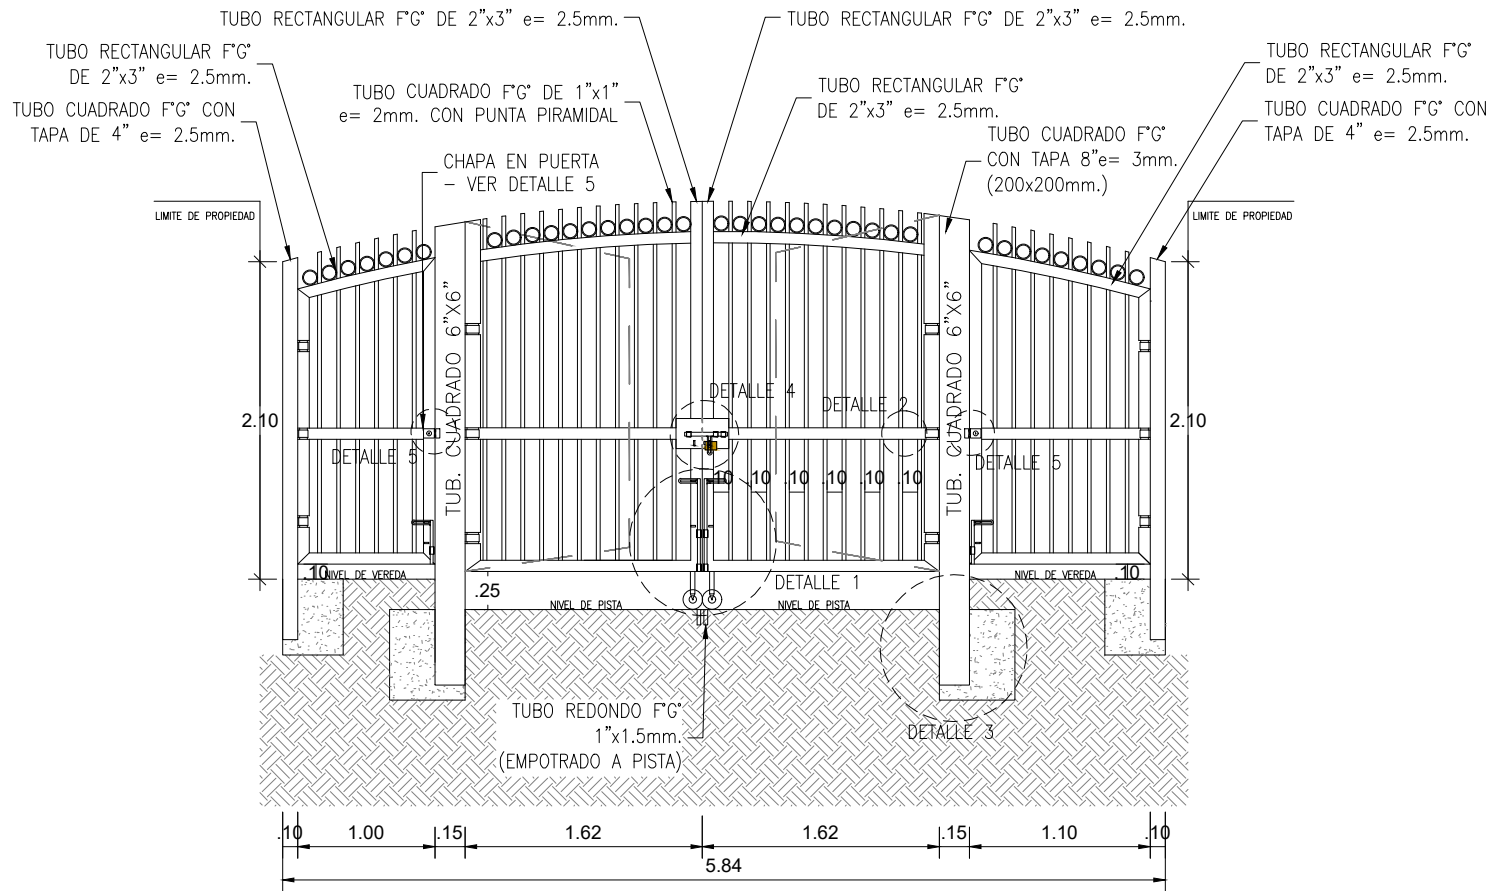 TUBO RECTANGULAR F°G° DE 2”x3” e= 2.5mm.
TUBO RECTANGULAR F°G° DE 2”x3” e= 2.5mm.
TUBO RECTANGULAR F°G°
DE 2”x3” e= 2.5mm.
TUBO CUADRADO F°G° CON
TAPA DE 4” e= 2.5mm.
TUBO CUADRADO F°G° DE 1”x1”
e= 2mm. CON PUNTA PIRAMIDAL
TUBO RECTANGULAR F°G°
DE 2”x3” e= 2.5mm.
TUBO RECTANGULAR F°G°
DE 2”x3” e= 2.5mm.
TUBO CUADRADO F°G° CON
TAPA DE 4” e= 2.5mm.
TUBO CUADRADO F°G°
CON TAPA 8”e= 3mm.
(200x200mm.)
CHAPA EN PUERTA
– VER DETALLE 5
LIMITE DE PROPIEDAD
LIMITE DE PROPIEDAD
TUB. CUADRADO 6”X6”
TUB. CUADRADO 6”X6”
DETALLE 4
DETALLE 2
2.10
2.10
DETALLE 5
DETALLE 5
.10
.10
.10
.10
.10
.10
.10
NIVEL DE VEREDA
NIVEL DE VEREDA
.10
DETALLE 1
.25
NIVEL DE PISTA
NIVEL DE PISTA
TUBO REDONDO F°G°
1”x1.5mm.
(EMPOTRADO A PISTA)
DETALLE 3
.10
1.00
.15
1.62
1.62
.15
1.10
.10
5.84